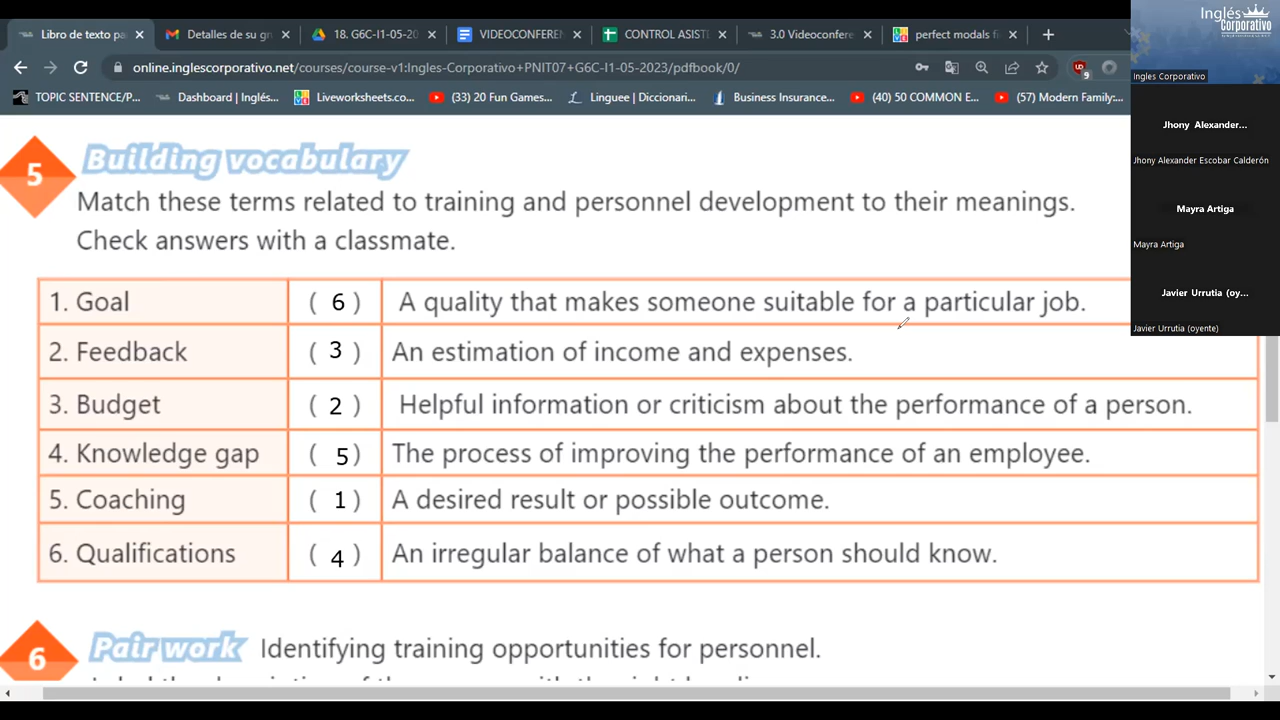 Libro de texto pa
Detalles de su gr
18. G6C-I1-05-20
VIDEOCONFEREN
CONTROL ASIST
3.0 Videoconfere
perfect modals fi
online.inglescorporativo.net/courses/course-v1:Ingles-Corporativo+PNIT07+G6C-I1-05-2023/pdfbook/0/
9
TOPIC SENTENCE/P...
Dashboard | Inglés...
Liveworksheets.co...
(33) 20 Fun Games...
Linguee | Diccionari...
Business Insurance...
(40) 50 COMMON E...
(57) Modern Family:...
Inglés
Corporativo
Ingles Corporativo
Jhony Alexander...
Jhony Alexander Escobar Calderón
Mayra Artiga
Mayra Artiga
Javier Urrutia (oy...
Javier Urrutia (oyente)
5 Building vocabulary
Match these terms related to training and personnel development to their meanings.
Check answers with a classmate.
1. Goal ( 6 ) A quality that makes someone suitable for a particular job.
2. Feedback ( 3 ) An estimation of income and expenses.
3. Budget ( 2 ) Helpful information or criticism about the performance of a person.
4. Knowledge gap ( 5 ) The process of improving the performance of an employee.
5. Coaching ( 1 ) A desired result or possible outcome.
6. Qualifications ( 4 ) An irregular balance of what a person should know.
6 Pair work Identifying training opportunities for personnel.